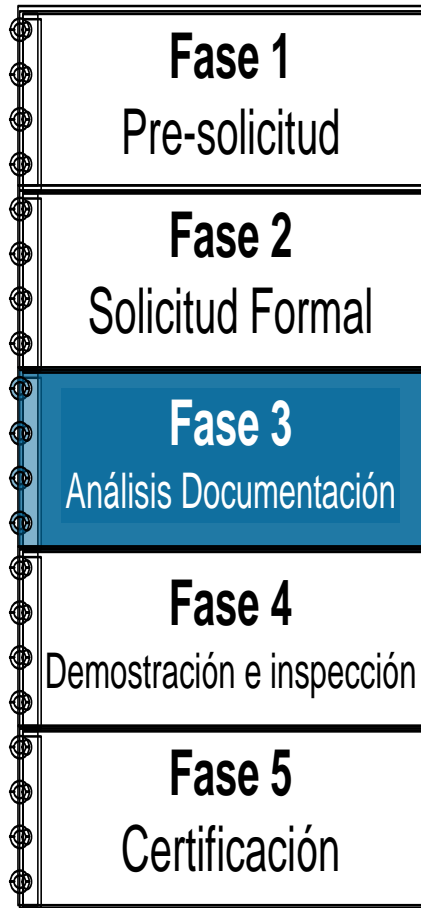 Fase 1
Pre-solicitud
Fase 2
Solicitud Formal
Fase 3
Análisis Documentación
Fase 4
Demostración e inspección
Fase 5
Certificación